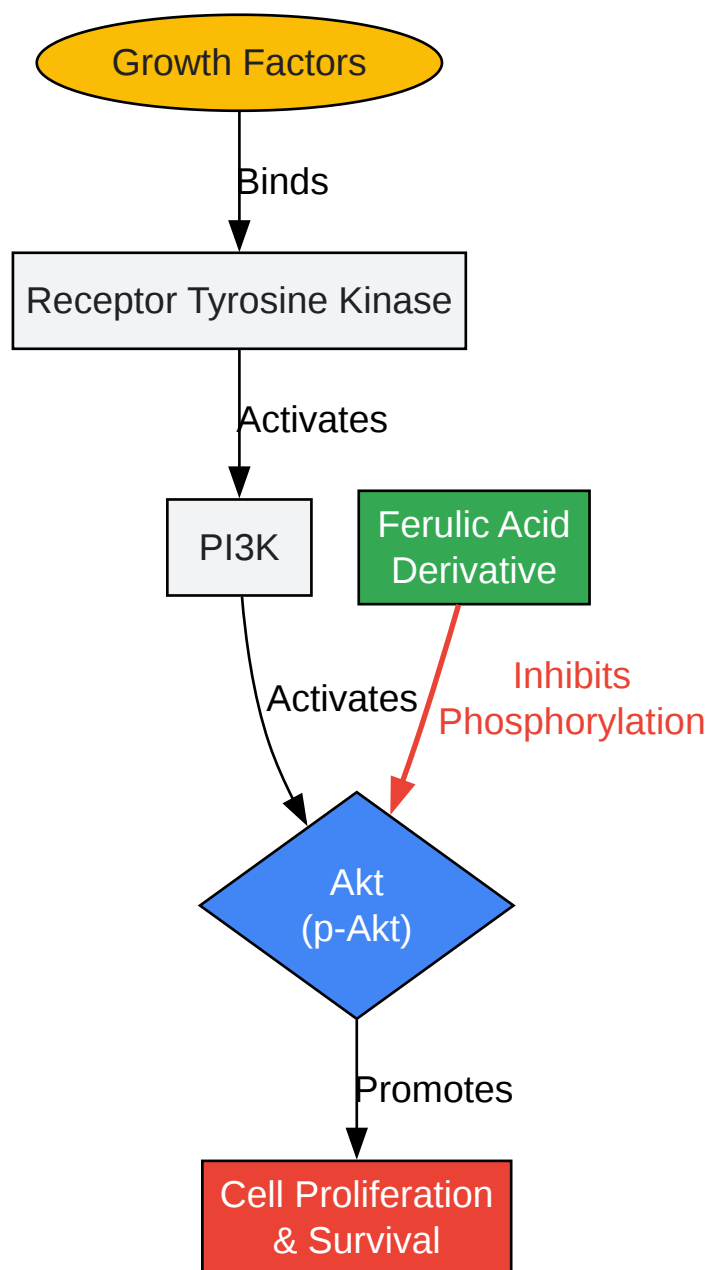 Growth Factors
Binds
Receptor Tyrosine Kinase
Activates
PI3K
Ferulic Acid
Derivative
Activates
Inhibits
Phosphorylation
Akt
(p-Akt)
Promotes
Cell Proliferation
& Survival